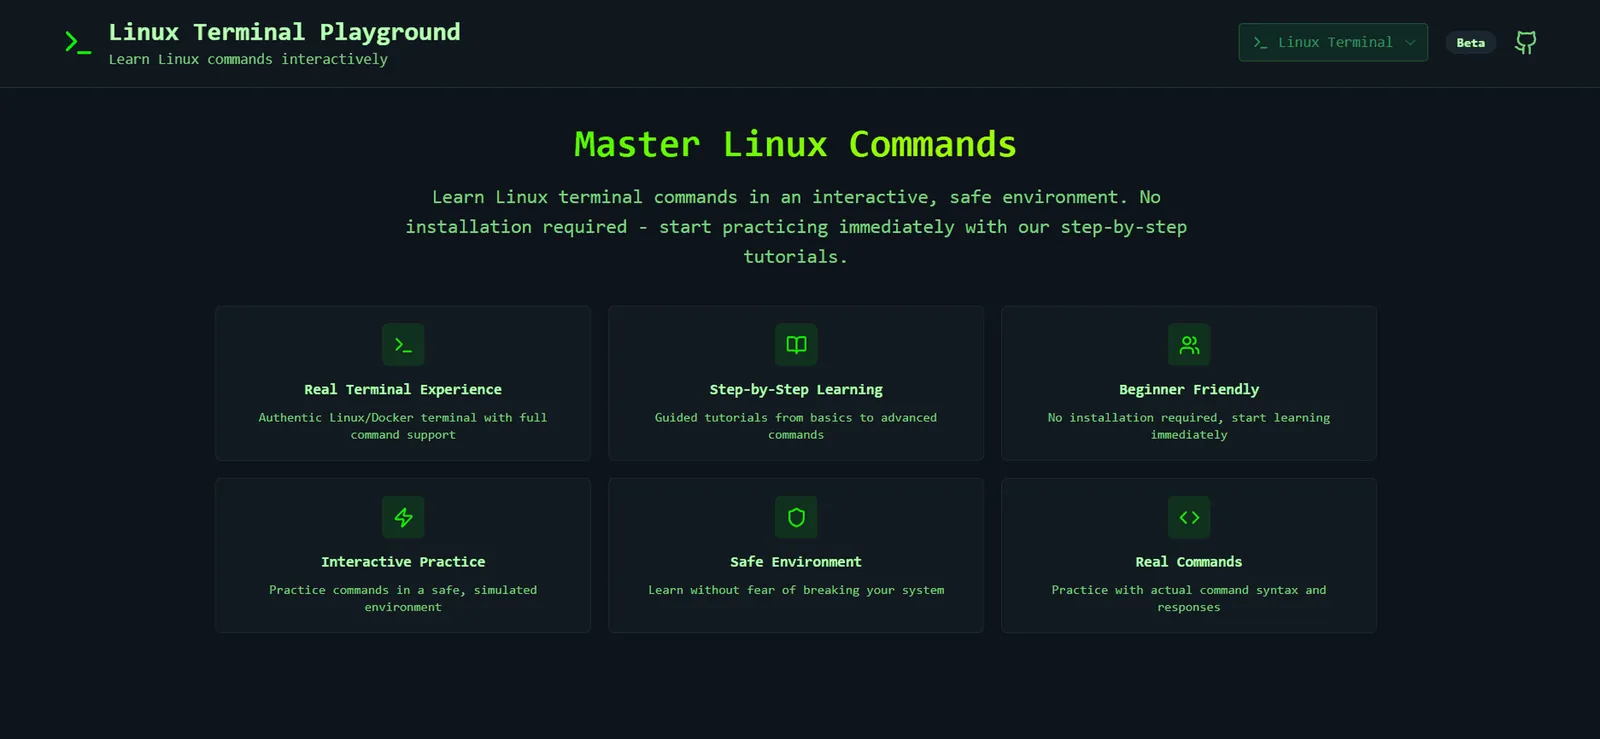 Linux Terminal Playground
Learn Linux commands interactively
Linux Terminal
Beta
Master Linux Commands
Learn Linux terminal commands in an interactive, safe environment. No
installation required - start practicing immediately with our step-by-step
tutorials.
Real Terminal Experience
Authentic Linux/Docker terminal with full
command support
Step-by-Step Learning
Guided tutorials from basics to advanced
commands
Beginner Friendly
No installation required, start learning
immediately
Interactive Practice
Practice commands in a safe, simulated
environment
Safe Environment
Learn without fear of breaking your system
Real Commands
Practice with actual command syntax and
responses